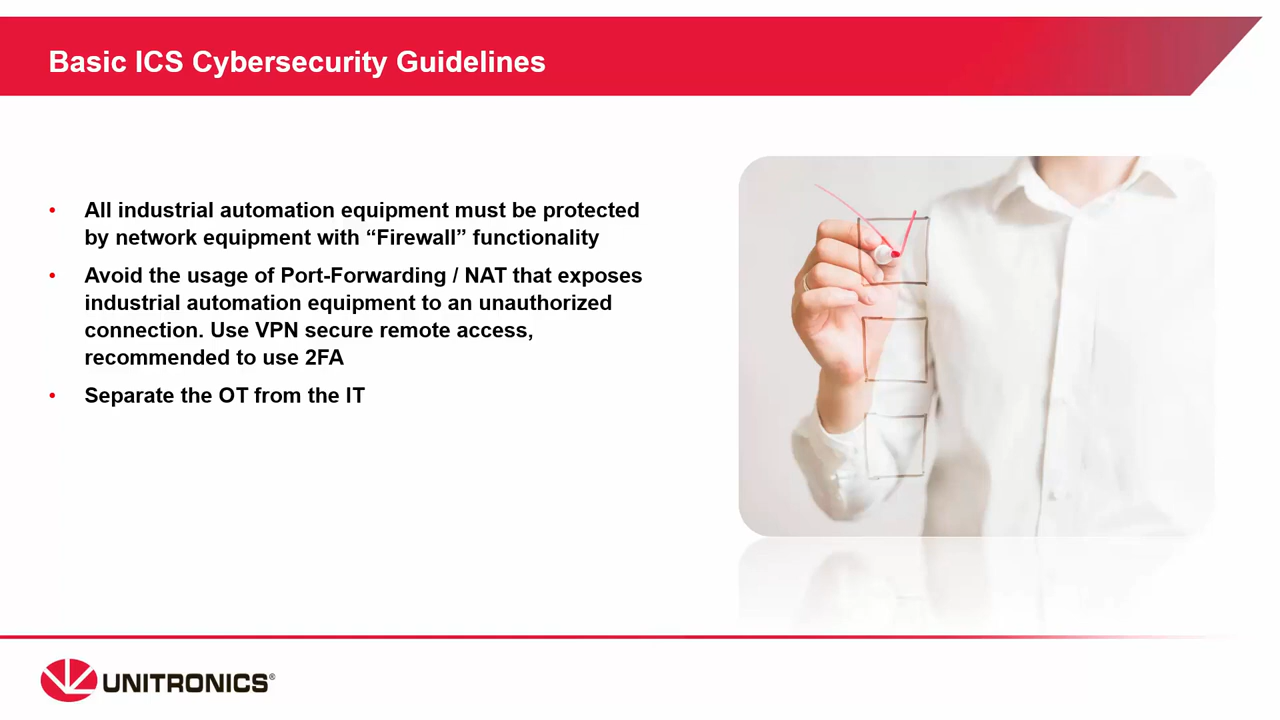 Basic ICS Cybersecurity Guidelines
• All industrial automation equipment must be protected
by network equipment with “Firewall” functionality
• Avoid the usage of Port-Forwarding / NAT that exposes
industrial automation equipment to an unauthorized
connection. Use VPN secure remote access,
recommended to use 2FA
• Separate the OT from the IT
UNITRONICS®